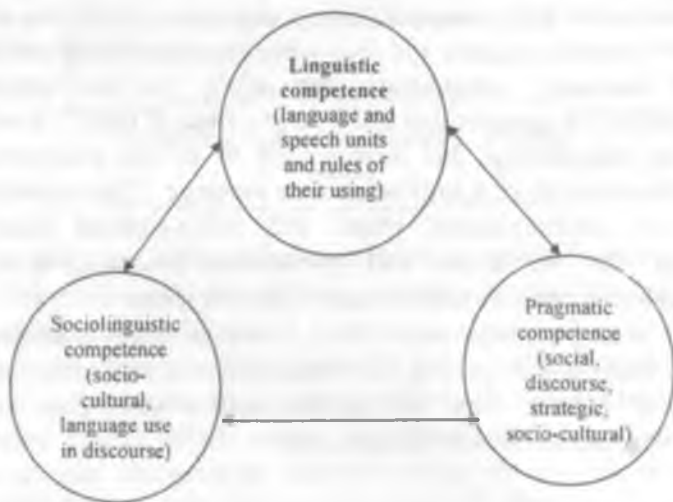 Linguistic
competence
(language and
speech units
and rules of
their using)
Sociolinguistic
competence
(socio-
cultural,
language use
in discourse)
Pragmatic
competence
(social,
discourse,
strategic,
socio-cultural)